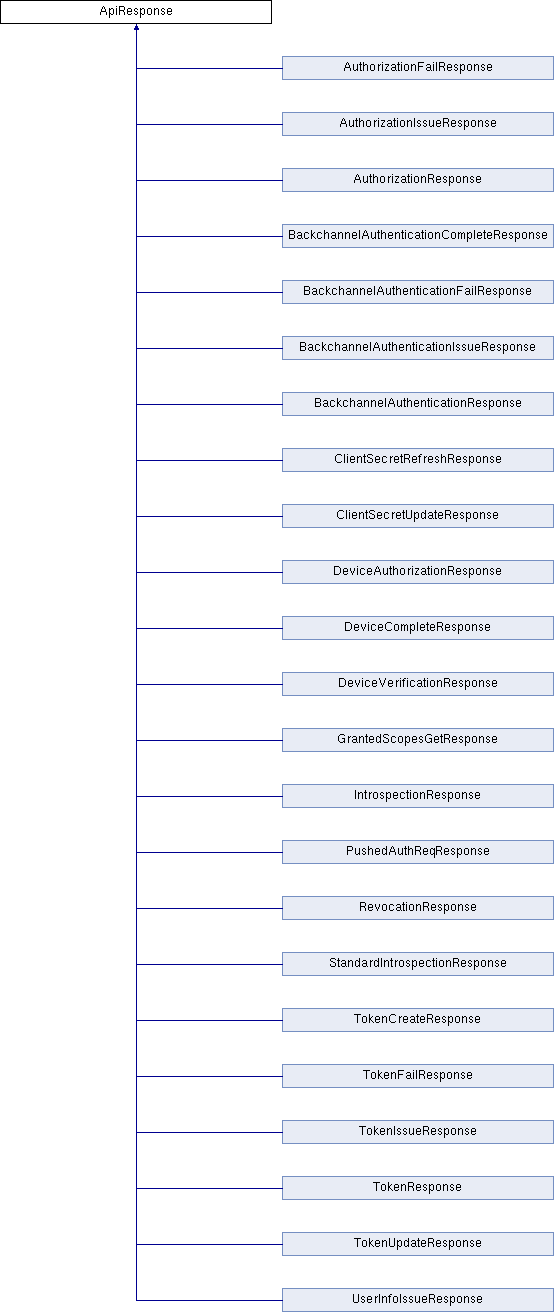 ApiResponse
AuthorizationFailResponse
AuthorizationIssueResponse
AuthorizationResponse
BackchannelAuthenticationCompleteResponse
BackchannelAuthenticationFailResponse
BackchannelAuthenticationIssueResponse
BackchannelAuthenticationResponse
ClientSecretRefreshResponse
ClientSecretUpdateResponse
DeviceAuthorizationResponse
DeviceCompleteResponse
DeviceVerificationResponse
GrantedScopesGetResponse
IntrospectionResponse
PushedAuthReqResponse
RevocationResponse
StandardIntrospectionResponse
TokenCreateResponse
TokenFailResponse
TokenIssueResponse
TokenResponse
TokenUpdateResponse
UserInfoIssueResponse